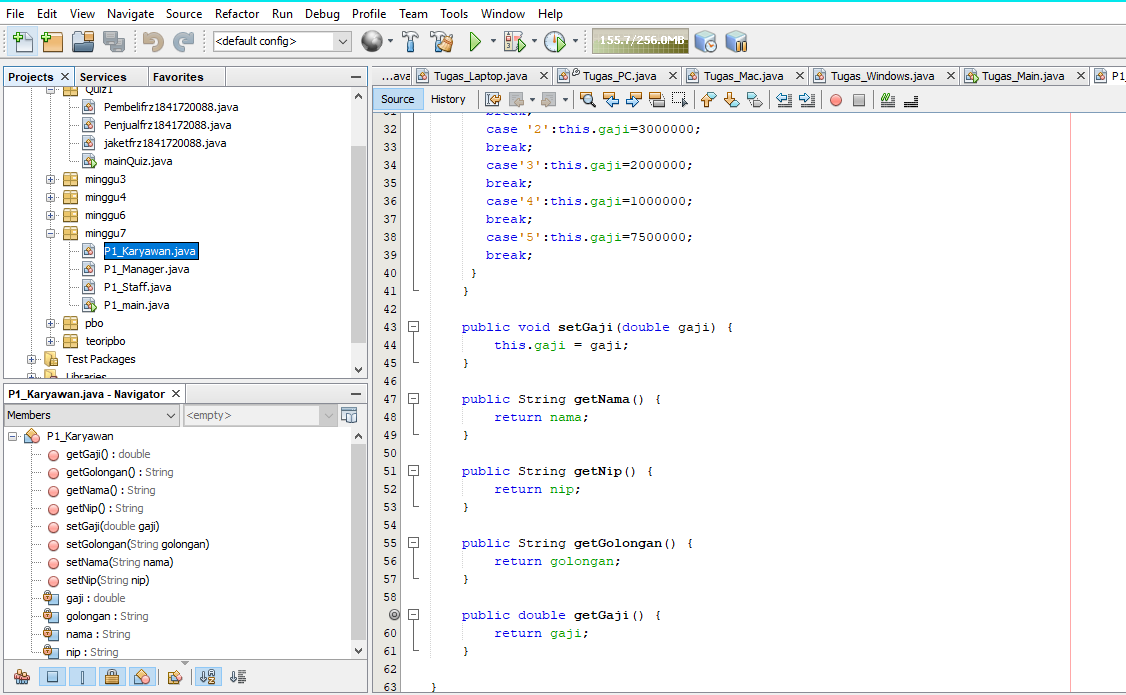 File Edit View Navigate Source Refactor Run Debug Profile Team Tools Window Help
<default config> 155.7/256.0MB
Projects Services Favorites
...ava Tugas_Laptop.java Tugas_PC.java Tugas_Mac.java Tugas_Windows.java Tugas_Main.java P1
Source History
Quiz1
Pembelifrz1841720088.java
Penjualfrz184172088.java
jaketfrz1841720088.java
mainQuiz.java
minggu3
minggu4
minggu6
minggu7
P1_Karyawan.java
P1_Manager.java
P1_Staff.java
P1_main.java
pbo
teoripbo
Test Packages
Libraries
P1_Karyawan.java - Navigator
Members <empty>
P1_Karyawan
getGaji() : double
getGolongan() : String
getNama() : String
getNip() : String
setGaji(double gaji)
setGolongan(String golongan)
setNama(String nama)
setNip(String nip)
gaji : double
golongan : String
nama : String
nip : String
31 break;
32 case '2':this.gaji=3000000;
33 break;
34 case'3':this.gaji=2000000;
35 break;
36 case'4':this.gaji=1000000;
37 break;
38 case'5':this.gaji=7500000;
39 break;
40 }
41 }
42
43 public void setGaji(double gaji) {
44 this.gaji = gaji;
45 }
46
47 public String getNama() {
48 return nama;
49 }
50
51 public String getNip() {
52 return nip;
53 }
54
55 public String getGolongan() {
56 return golongan;
57 }
58
public double getGaji() {
60 return gaji;
61 }
62
63 }